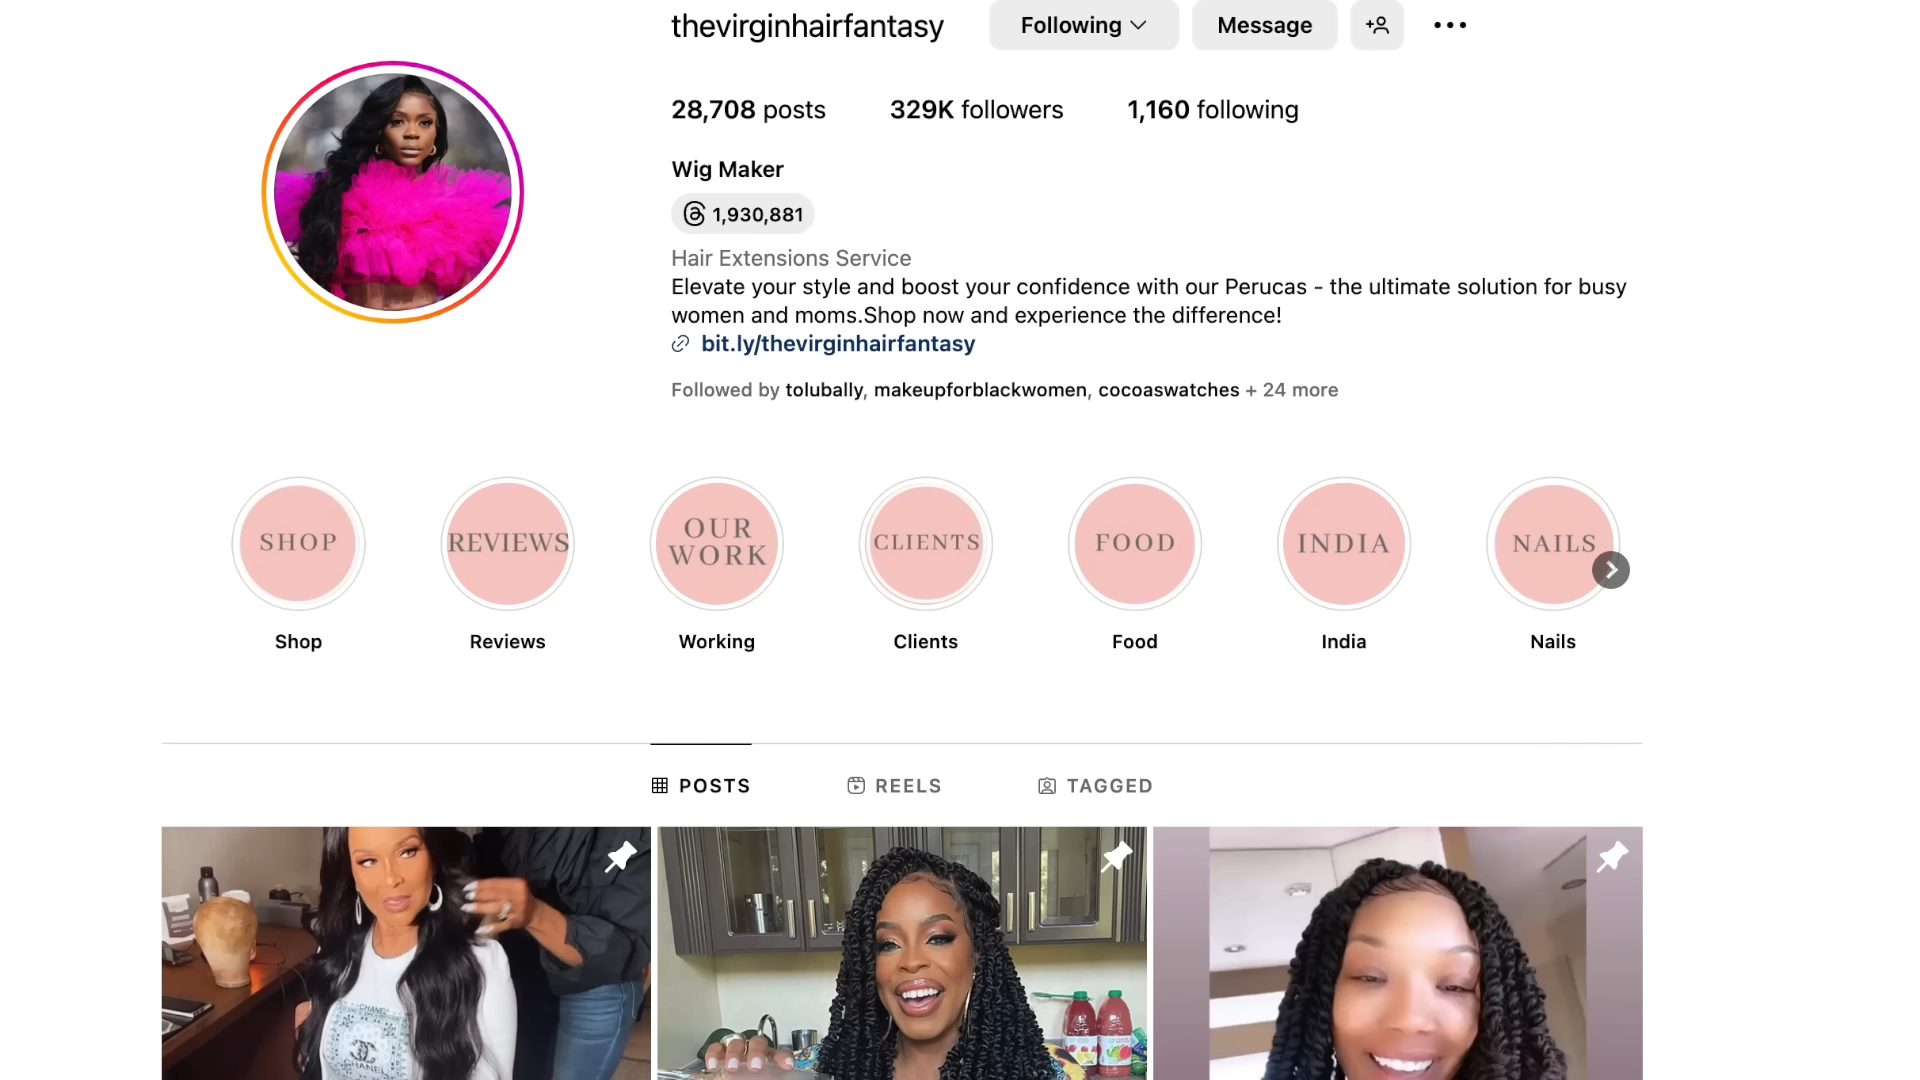 thevirginhairfantasy
Following
Message
28,708 posts
329K followers
1,160 following
Wig Maker
1,930,881
Hair Extensions Service
Elevate your style and boost your confidence with our Perucas - the ultimate solution for busy
women and moms.Shop now and experience the difference!
bit.ly/thevirginhairfantasy
Followed by tolubally, makeupforblackwomen, cocoaswatches + 24 more
SHOP
REVIEWS
OUR
WORK
CLIENTS
FOOD
INDIA
NAILS
Shop
Reviews
Working
Clients
Food
India
Nails
POSTS
REELS
TAGGED
CHANEL
CHANEL